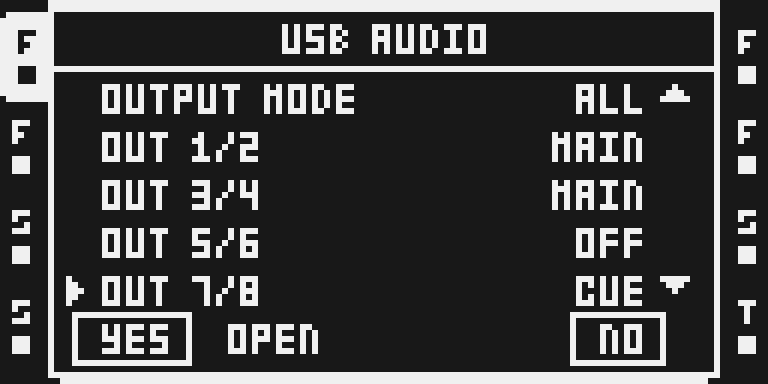 USB AUDIO
OUTPUT MODE ALL
OUT 1/2 MAIN
OUT 3/4 MAIN
OUT 5/6 OFF
OUT 7/8 CUE
YES OPEN NO
F
F
S
S
F
F
S
T